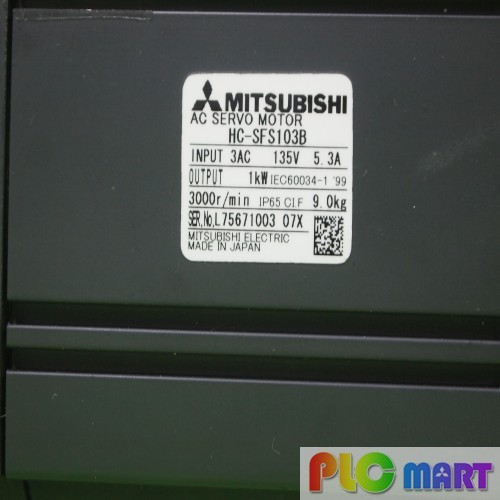 MITSUBISHI
AC SERVO MOTOR
HC-SFS103B
INPUT 3AC 135V 5.3A
OUTPUT 1kW IEC60034-1 '99
3000r/min IP65 Cl.F 9.0kg
SER.No.L75671003 07X
MITSUBISHI ELECTRIC
MADE IN JAPAN
PLC MART